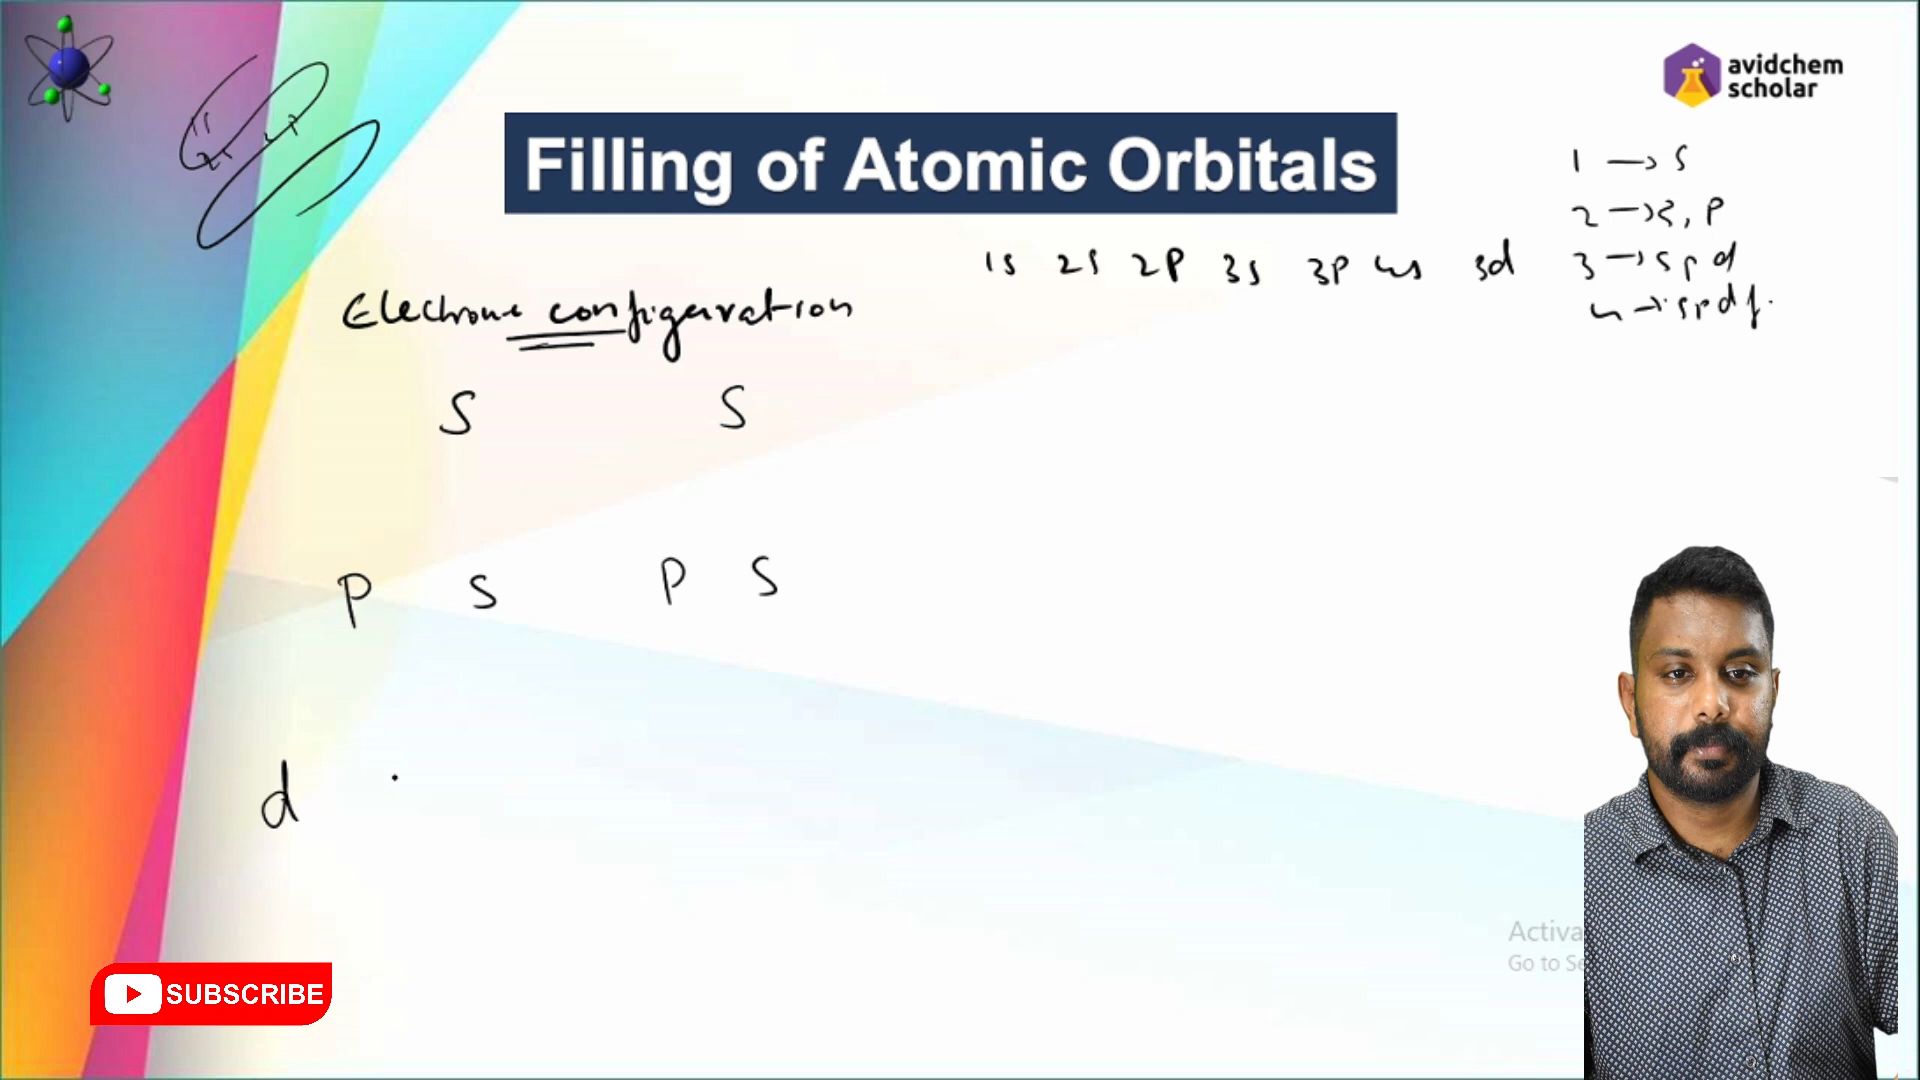 avidchem
scholar
Filling of Atomic Orbitals
1 → s
2 → s, p
3 → s p d
4 → s p d f.
1s 2s 2p 3s 3p 4s 3d
Electronic configuration
S S
P S P S
d
Activa
Go to Se
SUBSCRIBE